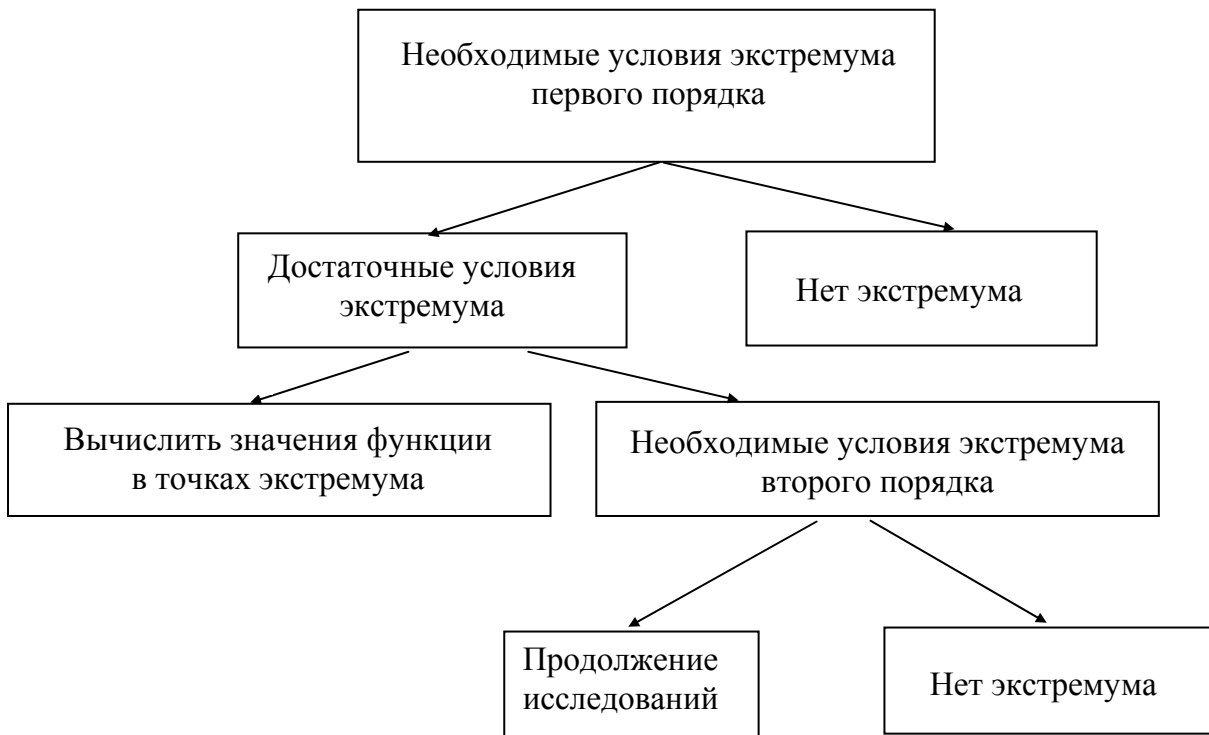 Необходимые условия экстремума
первого порядка
Достаточные условия
экстремума
Нет экстремума
Вычислить значения функции
в точках экстремума
Необходимые условия экстремума
второго порядка
Продолжение
исследований
Нет экстремума